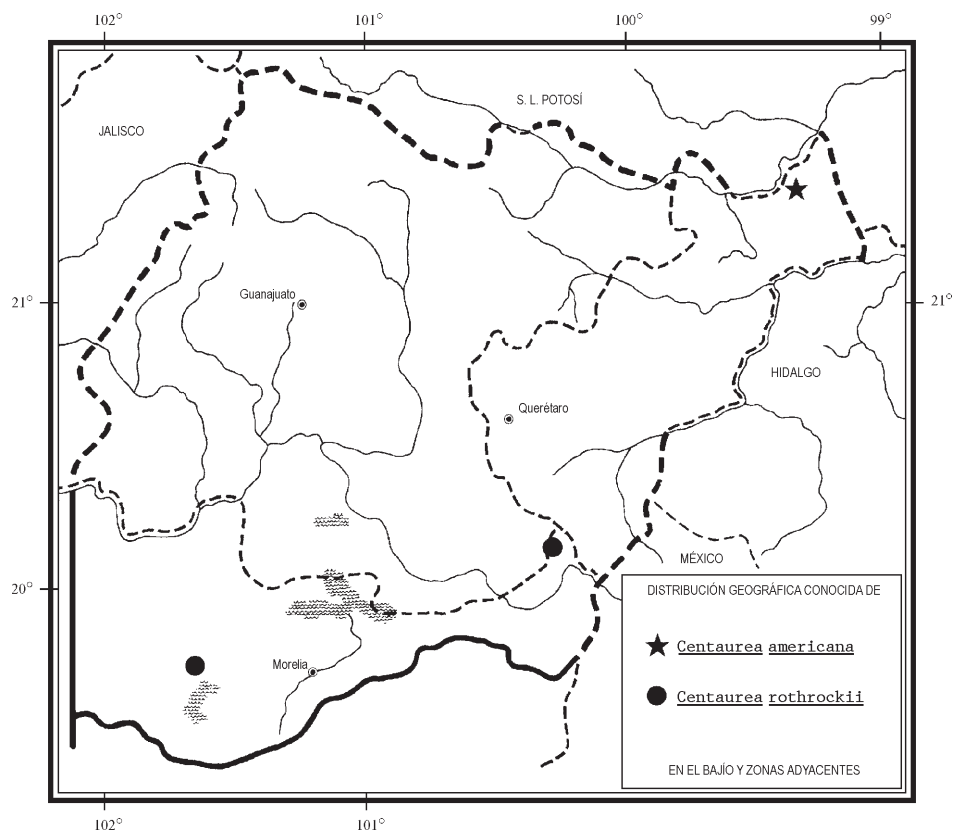 102° 101° 100° 99°
S. L. POTOSÍ
JALISCO
Guanajuato
21° 21°
HIDALGO
Querétaro
MÉXICO
20°
DISTRIBUCIÓN GEOGRÁFICA CONOCIDA DE
Centaurea americana
Morelia
Centaurea rothrockii
EN EL BAJÍO Y ZONAS ADYACENTES
102° 101°